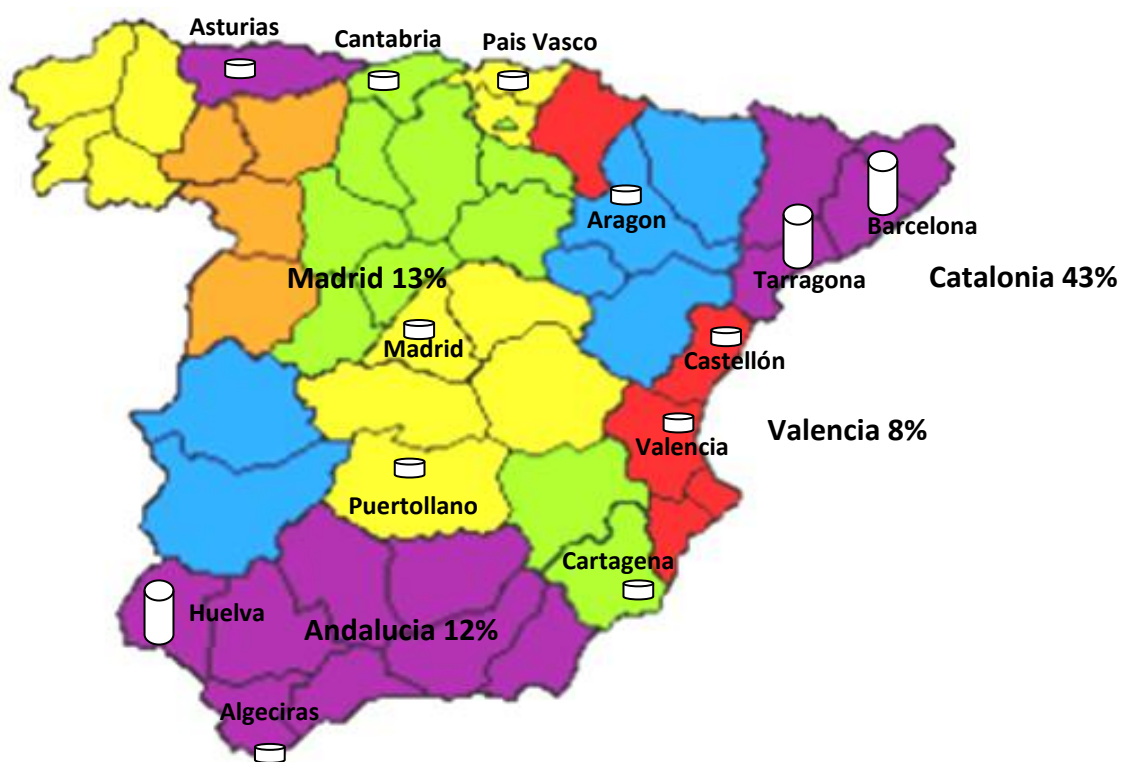 Asturias
Cantabria
Pais Vasco
Aragon
Barcelona
Madrid 13%
Tarragona
Catalonia 43%
Madrid
Castellón
Valencia
Valencia 8%
Puertollano
Cartagena
Huelva
Andalucia 12%
Algeciras